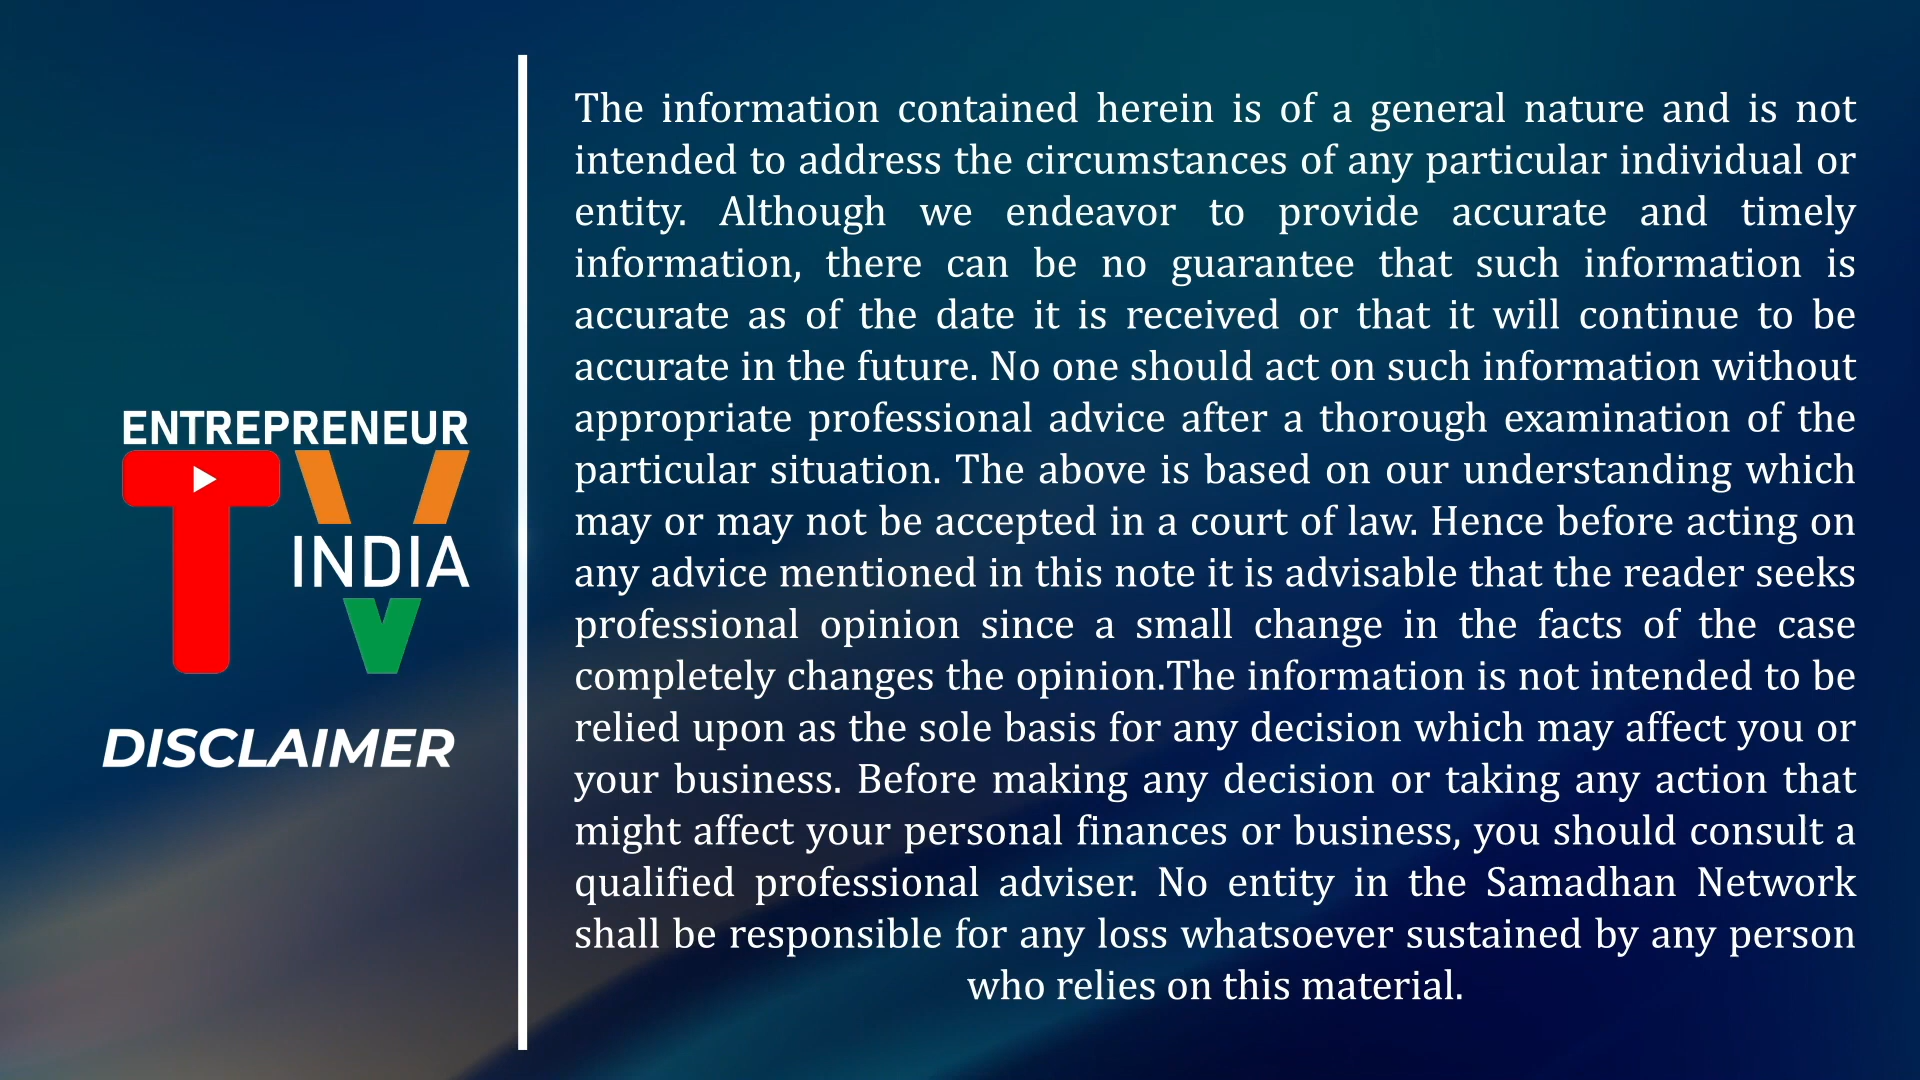 ENTREPRENEUR
TV
INDIA
DISCLAIMER
The information contained herein is of a general nature and is not
intended to address the circumstances of any particular individual or
entity. Although we endeavor to provide accurate and timely
information, there can be no guarantee that such information is
accurate as of the date it is received or that it will continue to be
accurate in the future. No one should act on such information without
appropriate professional advice after a thorough examination of the
particular situation. The above is based on our understanding which
may or may not be accepted in a court of law. Hence before acting on
any advice mentioned in this note it is advisable that the reader seeks
professional opinion since a small change in the facts of the case
completely changes the opinion.The information is not intended to be
relied upon as the sole basis for any decision which may affect you or
your business. Before making any decision or taking any action that
might affect your personal finances or business, you should consult a
qualified professional adviser. No entity in the Samadhan Network
shall be responsible for any loss whatsoever sustained by any person
who relies on this material.